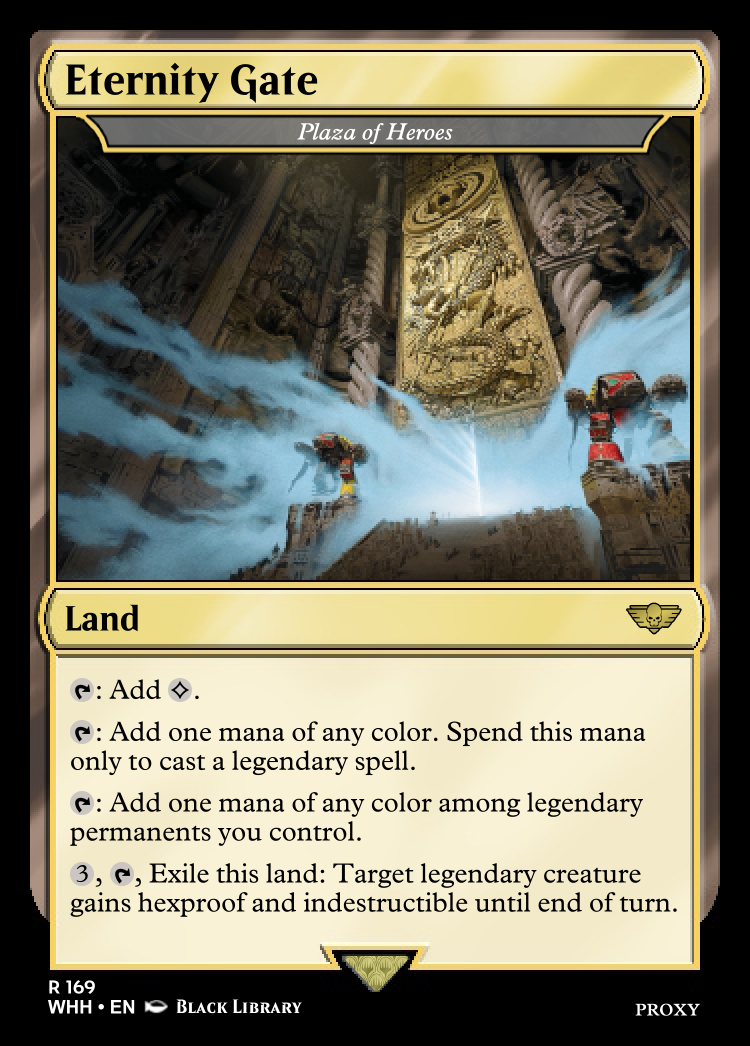 Eternity Gate
Plaza of Heroes
Land
: Add .
: Add one mana of any color. Spend this mana
only to cast a legendary spell.
: Add one mana of any color among legendary
permanents you control.
3, , Exile this land: Target legendary creature
gains hexproof and indestructible until end of turn.
R 169
WHH • EN Black Library
PROXY